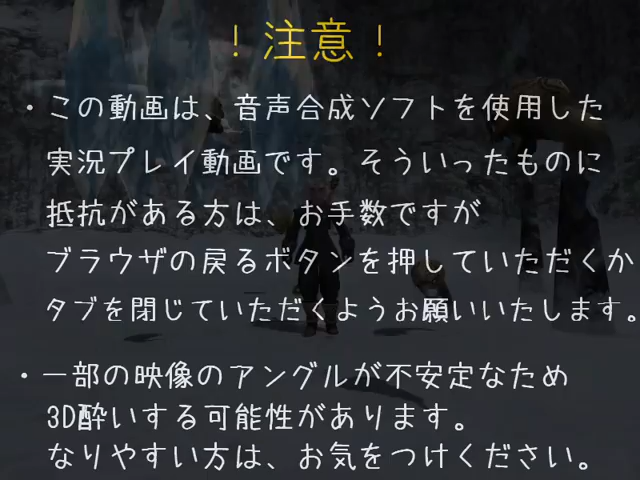 ！注意！
・この動画は、音声合成ソフトを使用した
実況プレイ動画です。そういったものに
抵抗がある方は、お手数ですが
ブラウザの戻るボタンを押していただくか
タブを閉じていただくようお願いいたします。
・一部の映像のアングルが不安定なため
3D酔いする可能性があります。
なりやすい方は、お気をつけください。